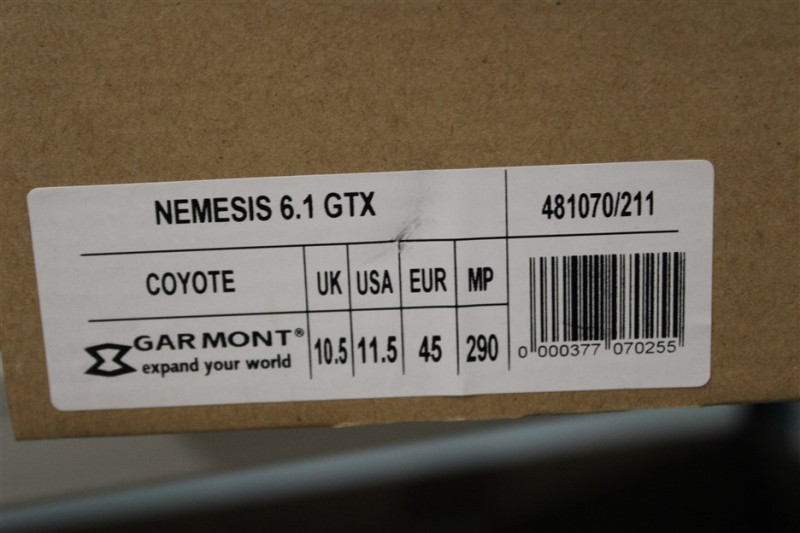 NEMESIS 6.1 GTX
481070/211
COYOTE
UK USA EUR MP
GARMONT®
expand your world
10.5 11.5 45 290
0 000377 070255